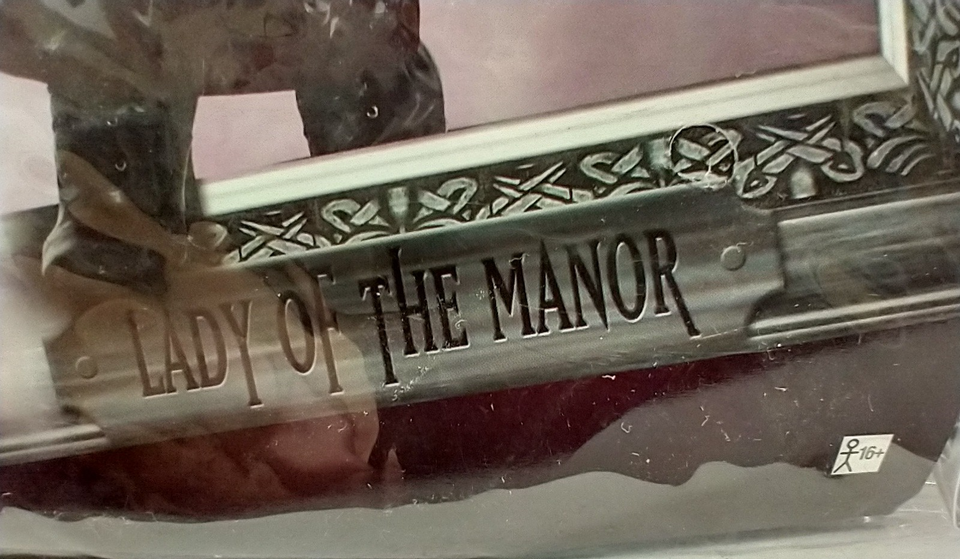 LADY OF THE MANOR
16+